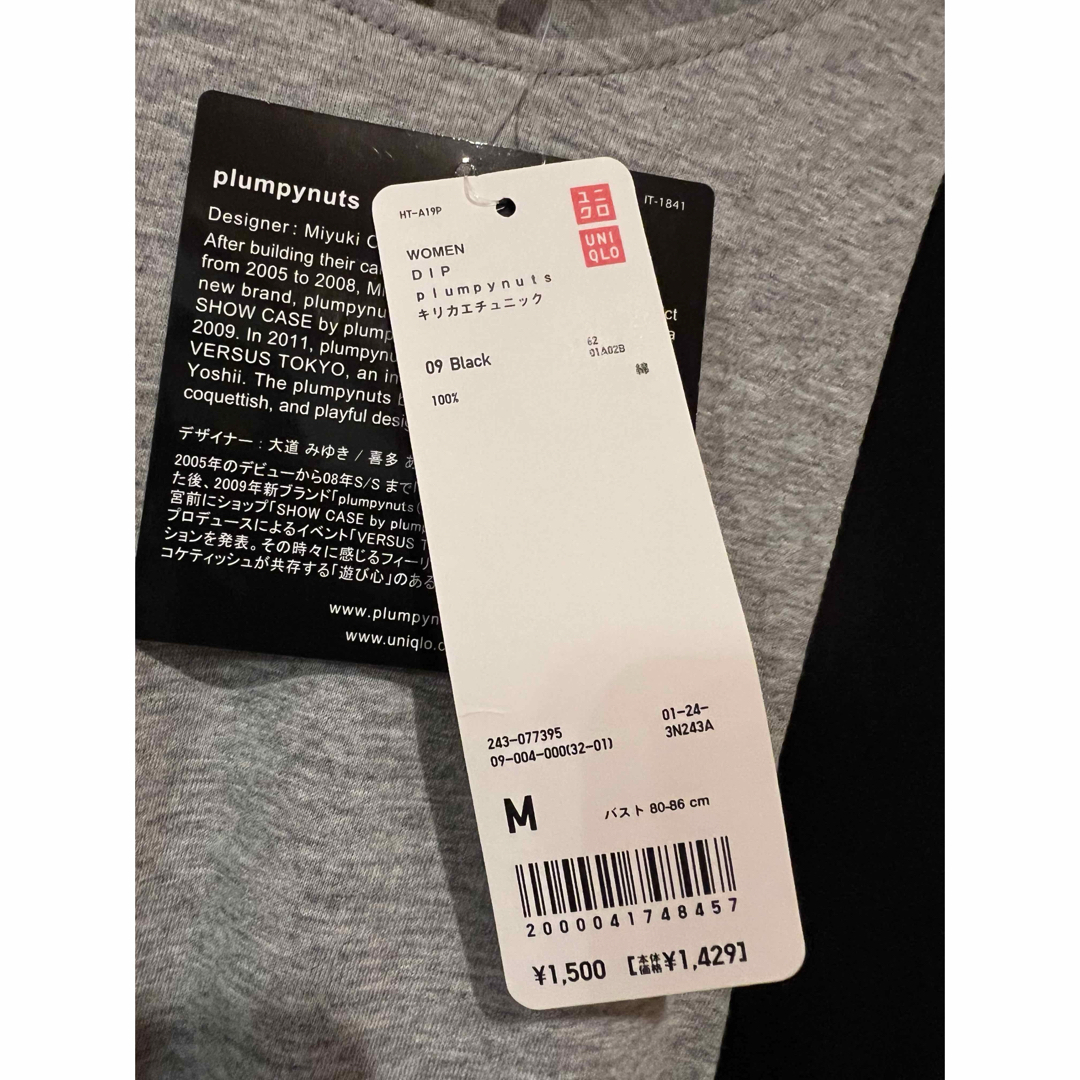 plumpynuts
Designer: Miyuki
After building their
from 2005 to 2008,
new brand, plumpynu
SHOW CASE by plump
2009. In 2011, plumpynu
VERSUS TOKYO, an in
Yoshii. The plumpynuts
coquettish, and playful desi
デザイナー : 大道 みゆき / 喜多
2005年のデビューから08年S/S まで
た後、2009年新ブランド「plumpynuts
宮前にショップ「SHOW CASE by plum
プロデュースによるイベント「VERSUS T
ションを発表。その時々に感じるフィーリ
コケティッシュが共存する「遊び心」のある
www.plumpyn
www.uniqlo.c
IT-1841
ct
a
HT-A19P
ユニ
クロ
UNI
QLO
WOMEN
DIP
plumpynuts
キリカエチュニック
09 Black
62
01A02B
綿
100%
243-077395
09-004-000(32-01)
01-24-
3N243A
M
バスト 80-86 cm
2000041748457
¥1,500 [本体価格¥1,429]